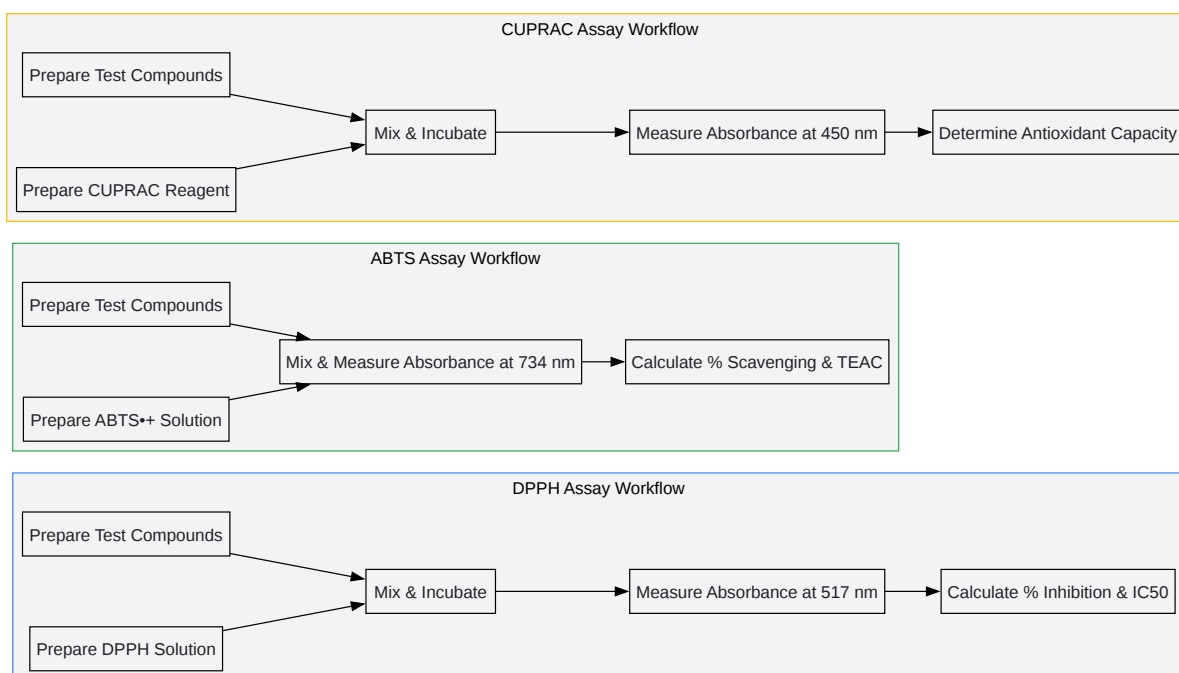 CUPRAC Assay Workflow
Prepare Test Compounds
Prepare CUPRAC Reagent
Mix & Incubate
Measure Absorbance at 450 nm
Determine Antioxidant Capacity
ABTS Assay Workflow
Prepare Test Compounds
Prepare ABTS•+ Solution
Mix & Measure Absorbance at 734 nm
Calculate % Scavenging & TEAC
DPPH Assay Workflow
Prepare Test Compounds
Prepare DPPH Solution
Mix & Incubate
Measure Absorbance at 517 nm
Calculate % Inhibition & IC50